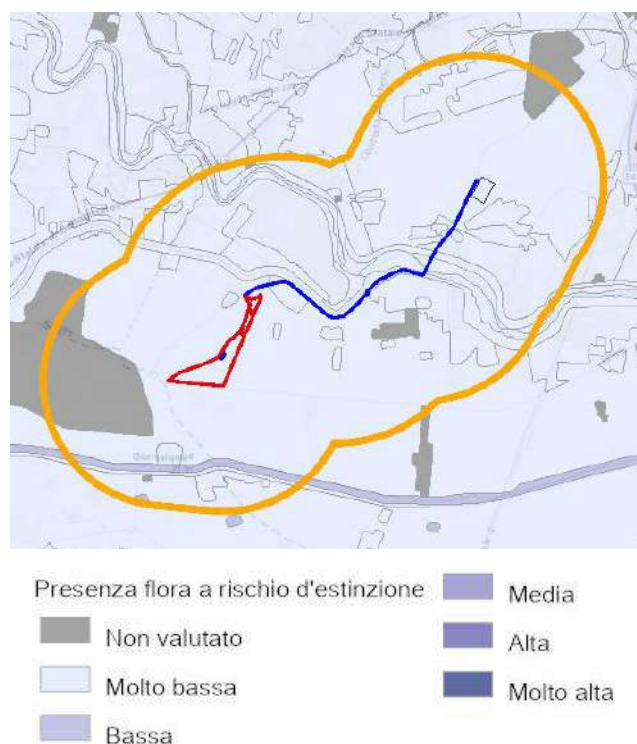 Presenza flora a rischio d'estinzione
Non valutato
Molto bassa
Bassa
Media
Alta
Molto alta